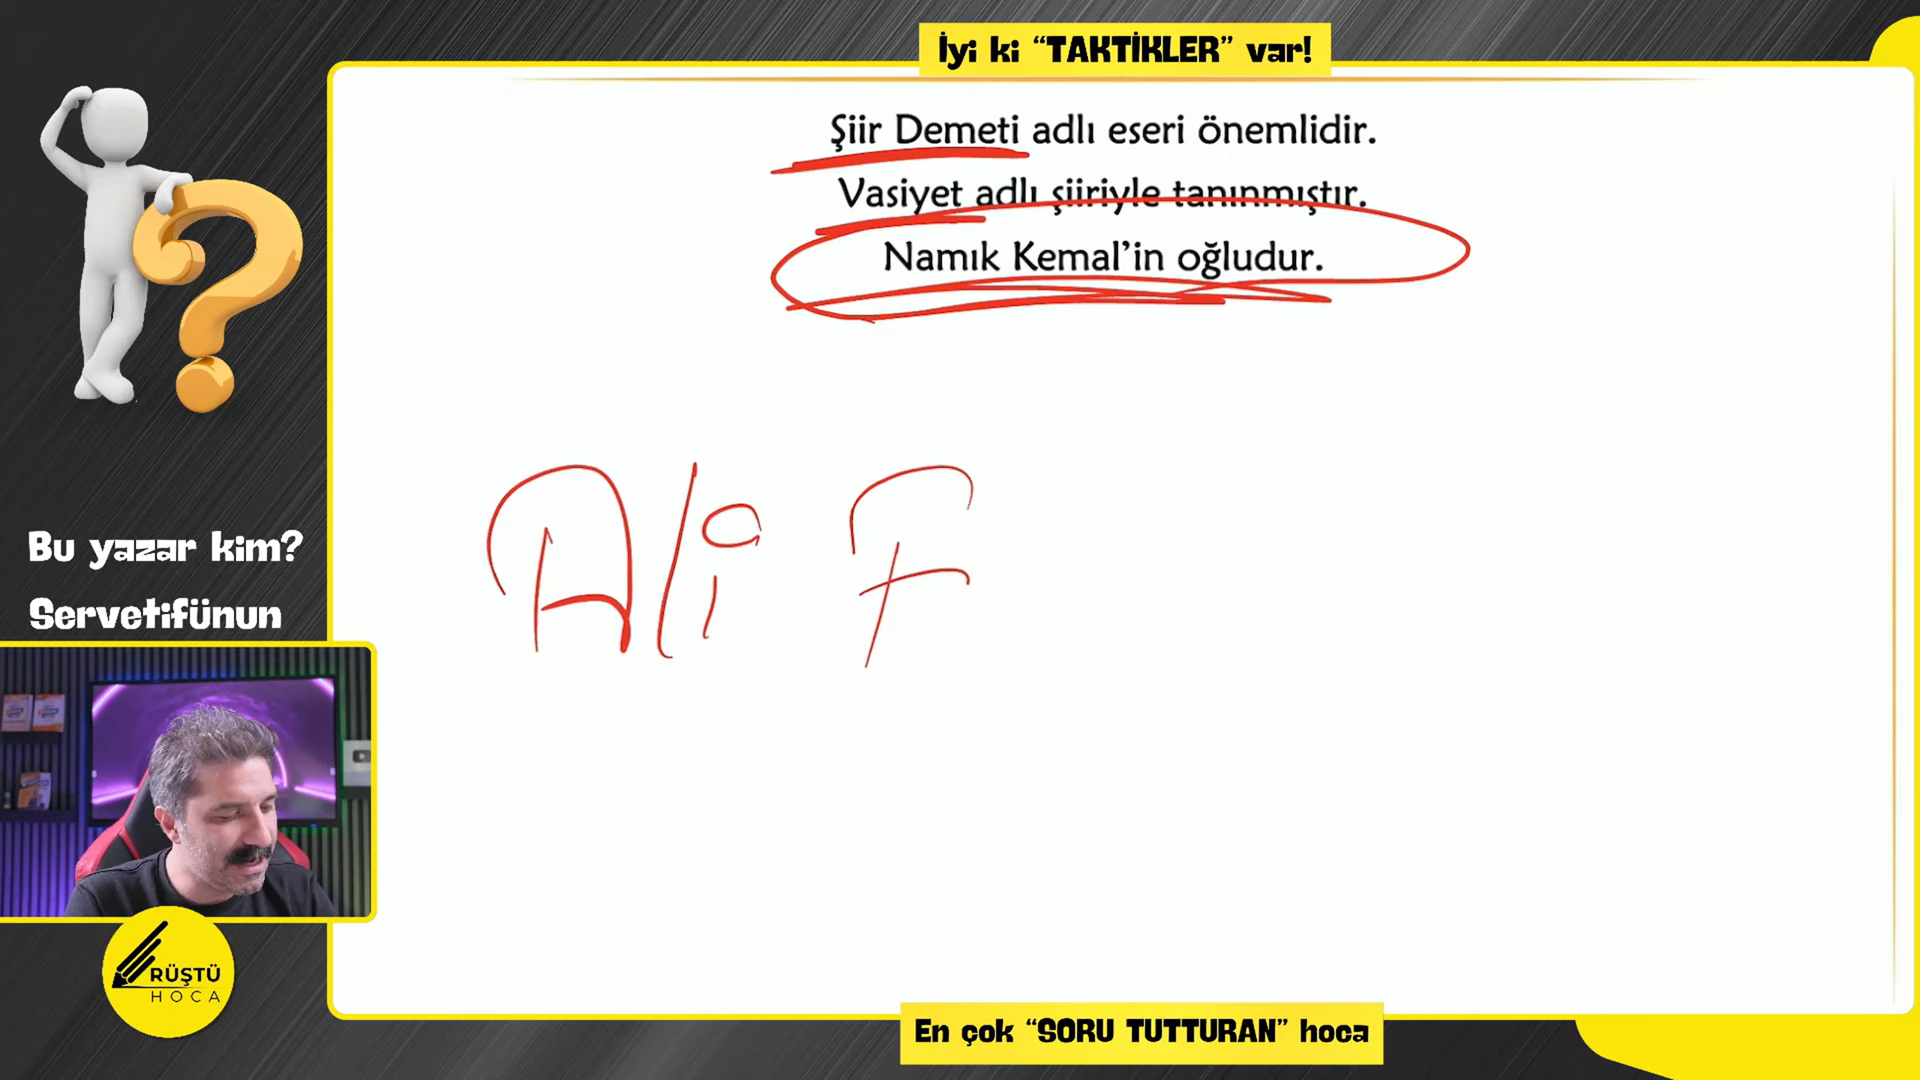 İyi ki “TAKTİKLER” var!
Şiir Demeti adlı eseri önemlidir.
Vasiyet adlı şiiriyle tanınmıştır.
Namık Kemal’in oğludur.
Ali F
Bu yazar kim?
Servetifünun
RÜŞTÜ
HOCA
En çok “SORU TUTTURAN” hoca